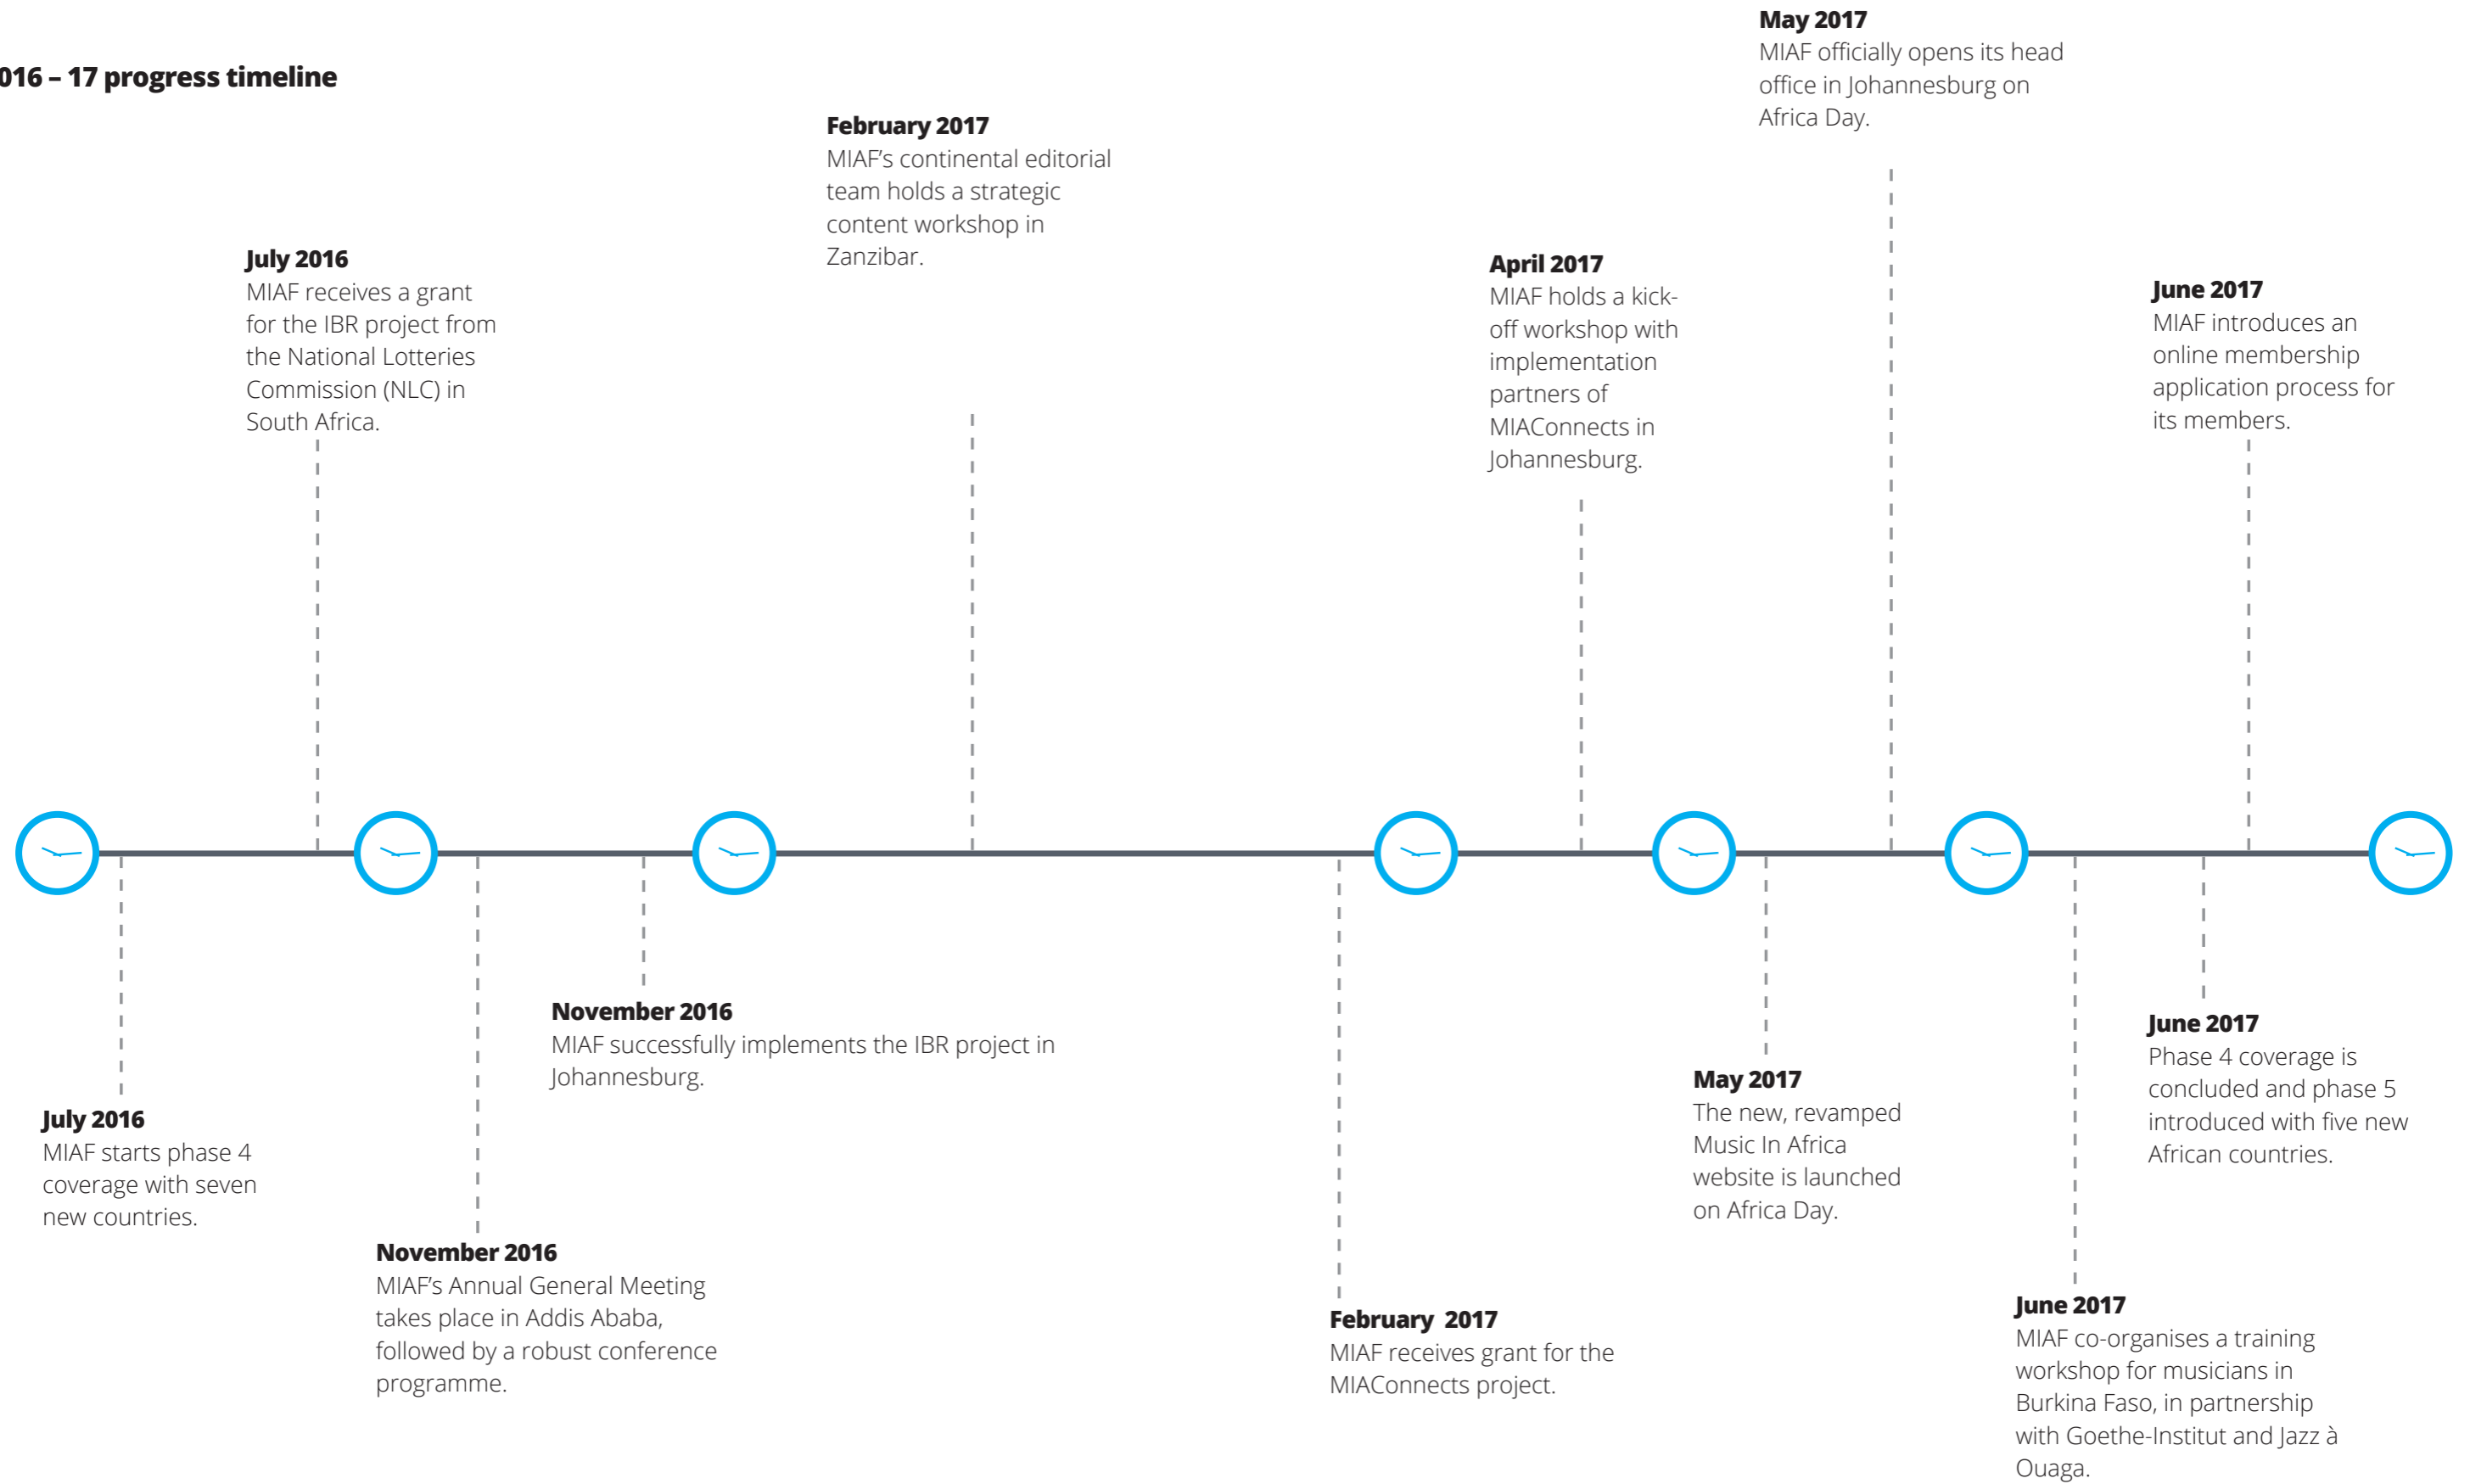 016 – 17 progress timeline
July 2016
MIAF receives a grant
for the IBR project from
the National Lotteries
Commission (NLC) in
South Africa.
February 2017
MIAF’s continental editorial
team holds a strategic
content workshop in
Zanzibar.
April 2017
MIAF holds a kick-
off workshop with
implementation
partners of
MIAConnects in
Johannesburg.
May 2017
MIAF officially opens its head
office in Johannesburg on
Africa Day.
June 2017
MIAF introduces an
online membership
application process for
its members.
July 2016
MIAF starts phase 4
coverage with seven
new countries.
November 2016
MIAF’s Annual General Meeting
takes place in Addis Ababa,
followed by a robust conference
programme.
November 2016
MIAF successfully implements the IBR project in
Johannesburg.
February 2017
MIAF receives grant for the
MIAConnects project.
May 2017
The new, revamped
Music In Africa
website is launched
on Africa Day.
June 2017
MIAF co-organises a training
workshop for musicians in
Burkina Faso, in partnership
with Goethe-Institut and Jazz à
Ouaga.
June 2017
Phase 4 coverage is
concluded and phase 5
introduced with five new
African countries.